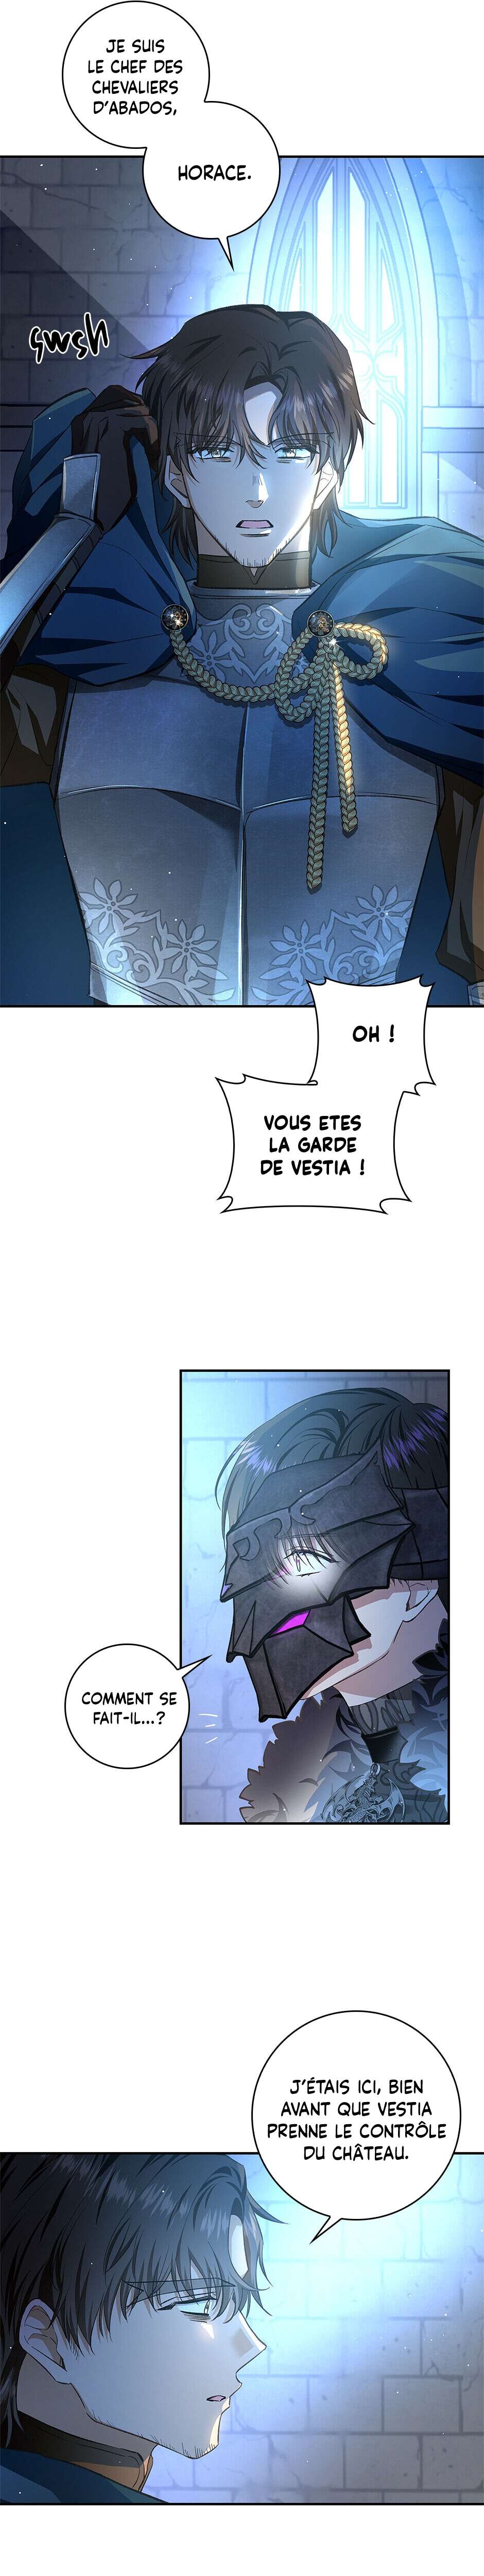 JE SUIS
LE CHEF DES
CHEVALIERS
D'ABADOS,
HORACE.
swsh
OH !
VOUS ETES
LA GARDE
DE VESTIA !
COMMENT SE
FAIT-IL...?
J'ÉTAIS ICI, BIEN
AVANT QUE VESTIA
PRENNE LE CONTRÔLE
DU CHÂTEAU.